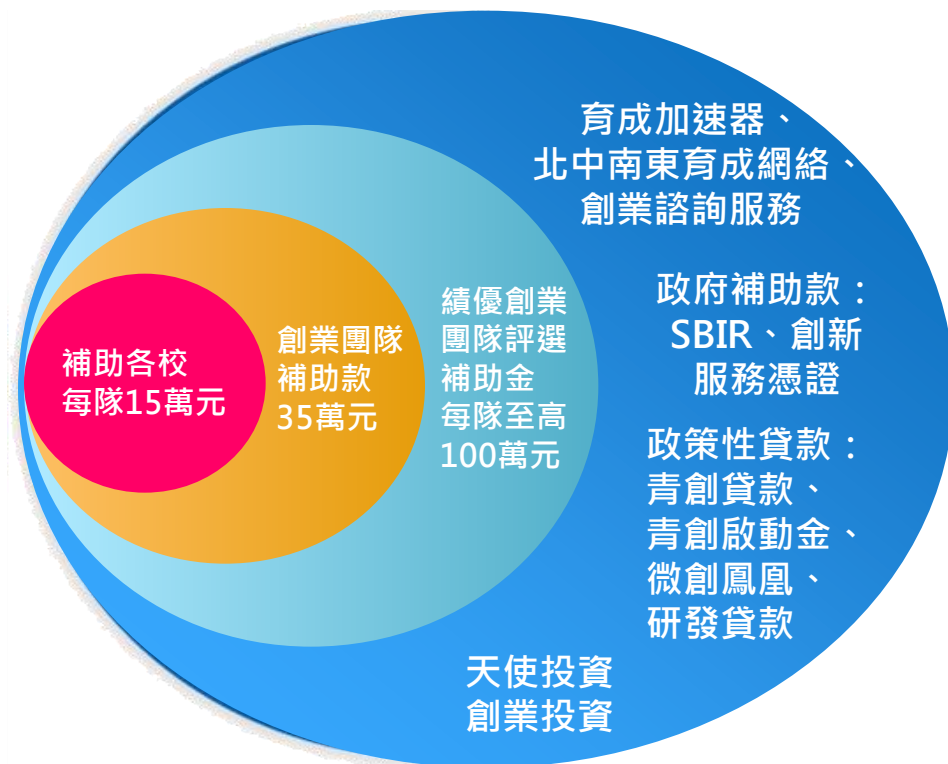 補助各校
每隊15萬元
創業團隊
補助款
35萬元
績優創業
團隊評選
補助金
每隊至高
100萬元
育成加速器、
北中南東育成網絡、
創業諮詢服務
政府補助款：
SBIR、創新
服務憑證
政策性貸款：
青創貸款、
青創啟動金、
微創鳳凰、
研發貸款
天使投資
創業投資